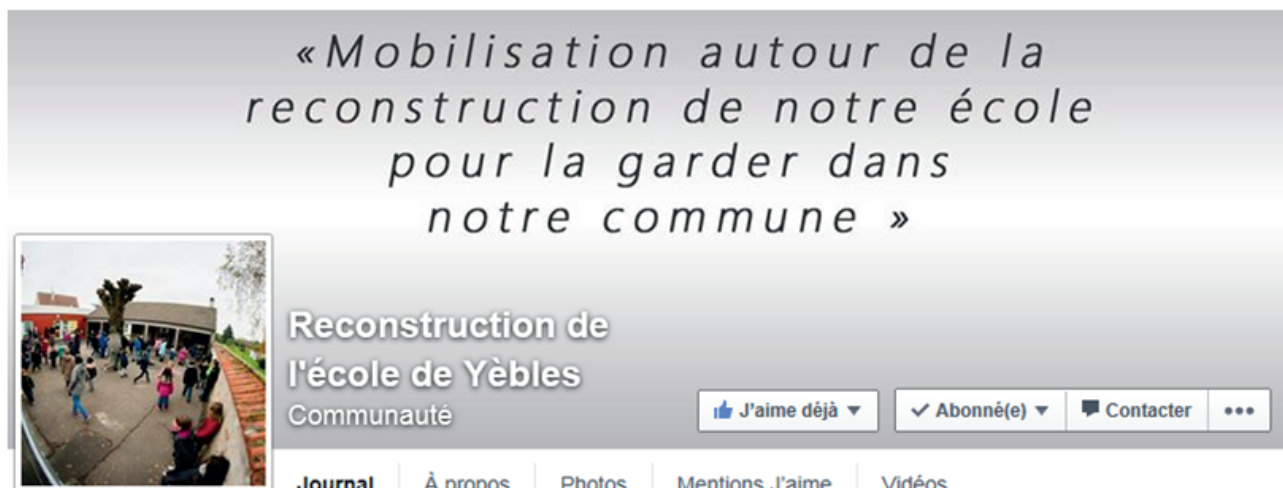 «Mobilisation autour de la
reconstruction de notre école
pour la garder dans
notre commune »
Reconstruction de
l'école de Yèbles
Communauté
J'aime déjà
Abonné(e)
Contacter
Journal
À propos
Photos
Mentions J'aime
Vidéos